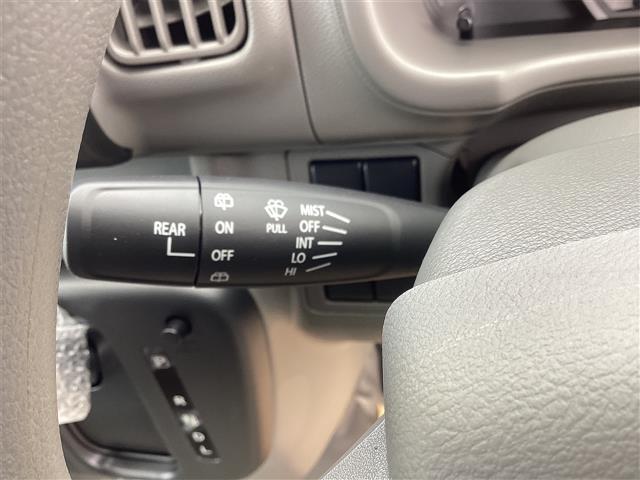 REAR
ON
OFF
PULL
MIST
OFF
INT
LO
HI